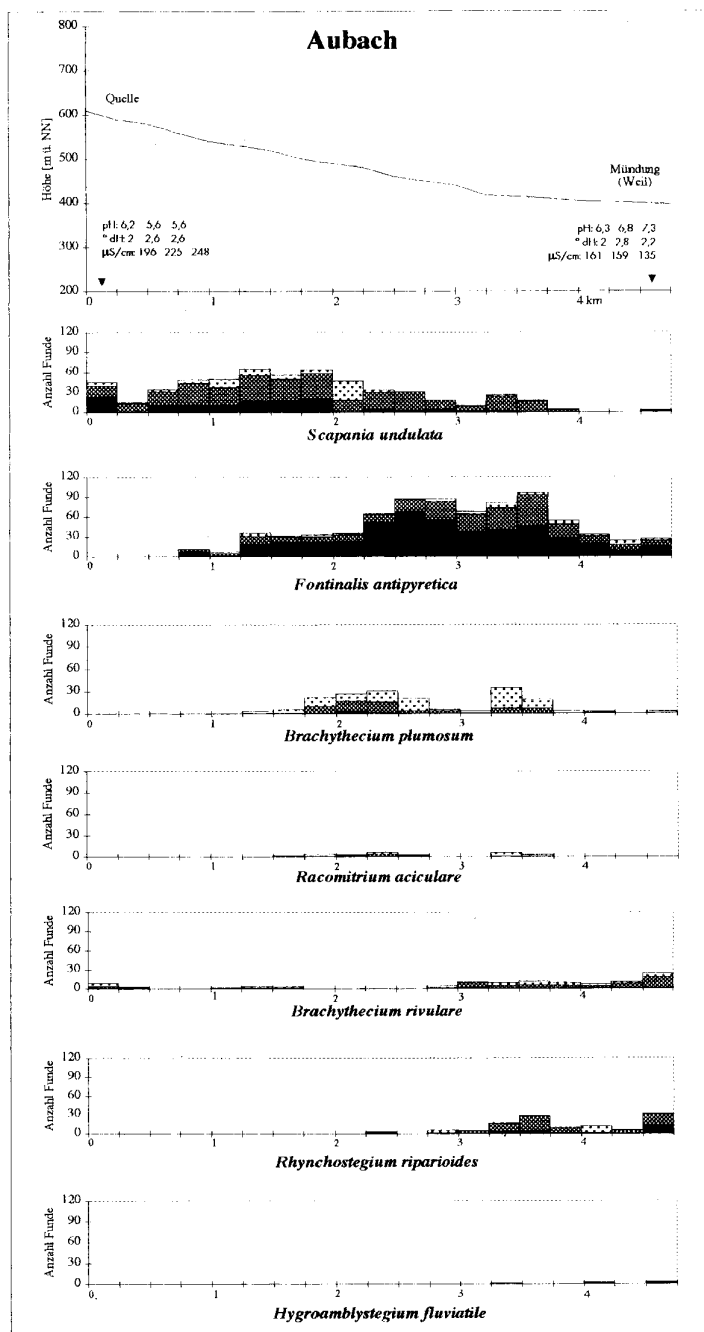 Aubach
800
700
600
500
400
300
200
Höhe [m ü. NN]
Quelle
Mündung
(Weil)
pH: 6,2 5,6 5,6
° dH: 2 2,6 2,6
µS/cm: 196 225 248
pH: 6,3 6,8 7,3
° dH: 2 2,8 2,2
µS/cm: 161 159 135
0 1 2 3 4 km
Anzahl Funde
120
90
60
30
0
0 1 2 3 4
Scapania undulata
Anzahl Funde
120
90
60
30
0
0 1 2 3 4
Fontinalis antipyretica
Anzahl Funde
120
90
60
30
0
0 1 2 3 4
Brachythecium plumosum
Anzahl Funde
120
90
60
30
0
0 1 2 3 4
Racomitrium aciculare
Anzahl Funde
120
90
60
30
0
0 1 2 3 4
Brachythecium rivulare
Anzahl Funde
120
90
60
30
0
0 1 2 3 4
Rhynchostegium riparioides
Anzahl Funde
120
90
60
30
0
0 1 2 3 4
Hygroamblystegium fluviatile